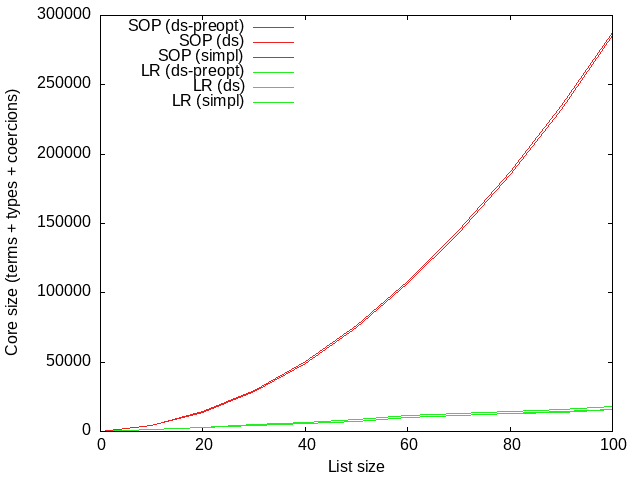 300000
250000
200000
150000
100000
50000
0
Core size (terms + types + coercions)
SOP (ds-preopt)
SOP (ds)
SOP (simpl)
LR (ds-preopt)
LR (ds)
LR (simpl)
0 20 40 60 80 100
List size